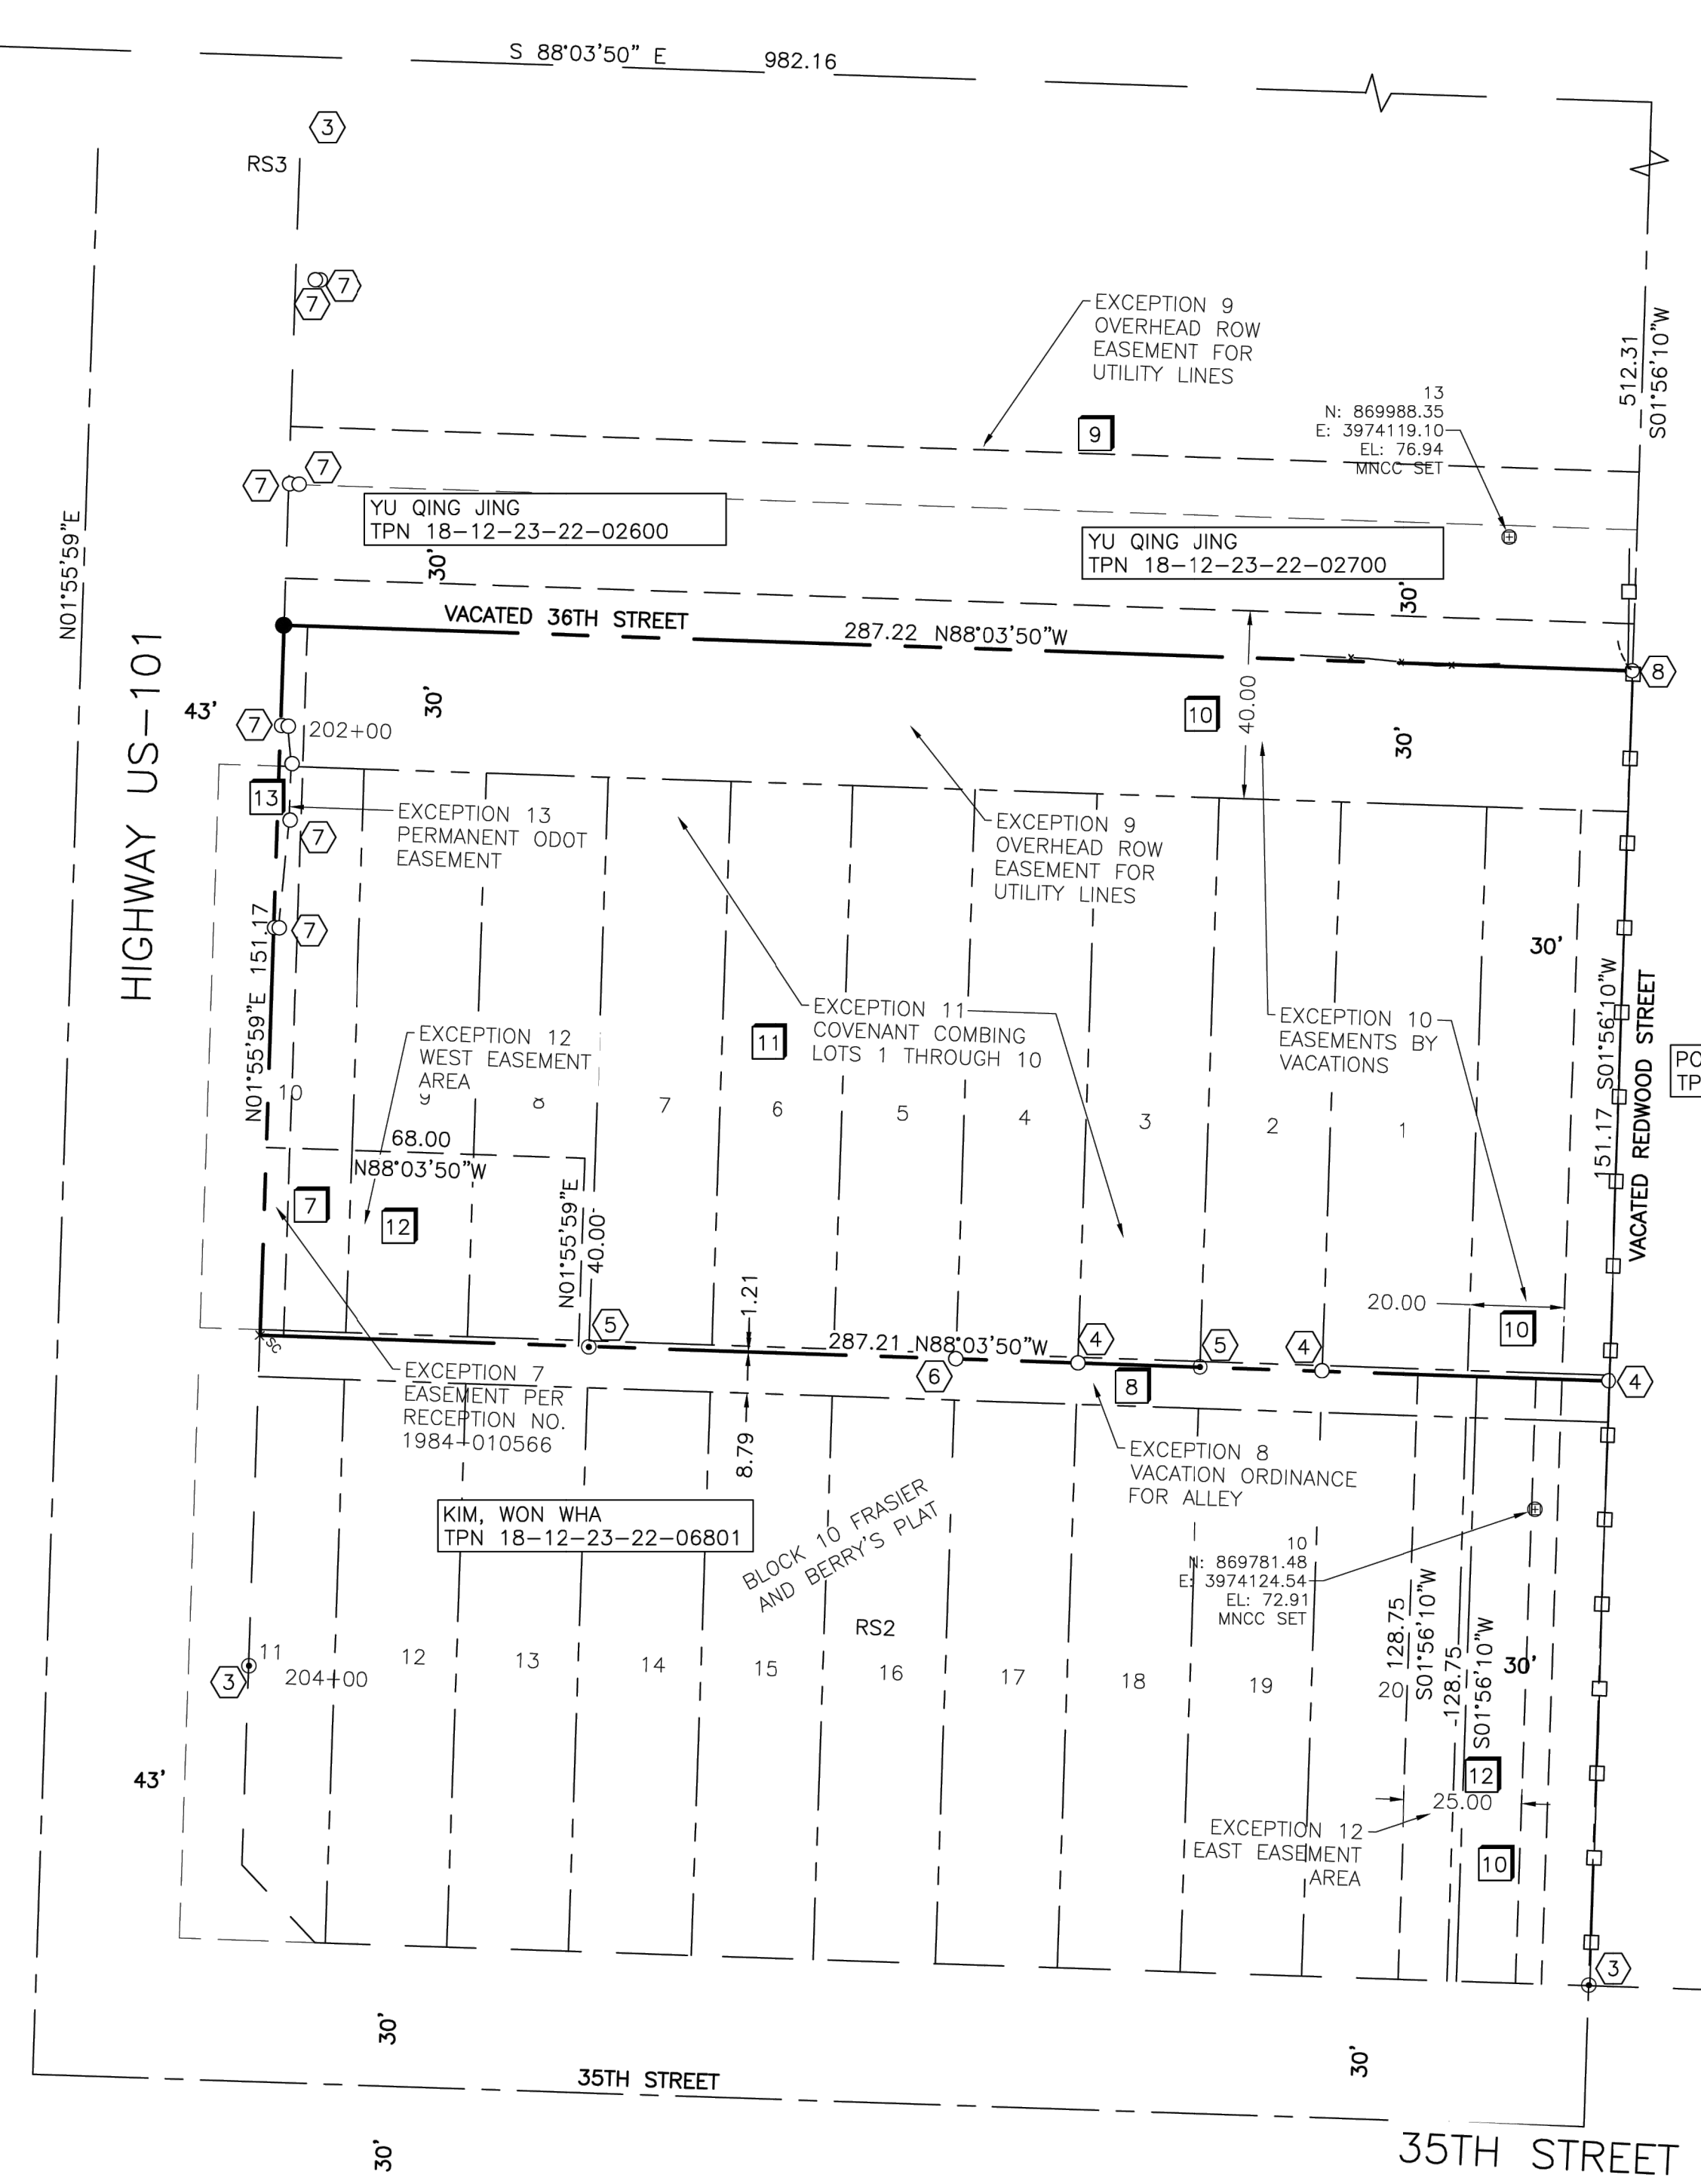 S 88°03'50" E 982.16
3
RS3
7
7
EXCEPTION 9
OVERHEAD ROW
EASEMENT FOR
UTILITY LINES
512.31
S01°56'10"W
13
N: 869988.35
E: 3974119.10
EL: 76.94
MNCC SET
9
7
7
YU QING JING
TPN 18-12-23-22-02600
YU QING JING
TPN 18-12-23-22-02700
N01°55'59"E
30'
30'
VACATED 36TH STREET
287.22 N88°03'50"W
8
HIGHWAY US-101
43'
30'
7
202+00
10
40.00
30'
13
EXCEPTION 13
PERMANENT ODOT
EASEMENT
7
EXCEPTION 9
OVERHEAD ROW
EASEMENT FOR
UTILITY LINES
7
30'
N01°55'59"E 151.17
EXCEPTION 12
WEST EASEMENT
AREA
11
EXCEPTION 11
COVENANT COMBING
LOTS 1 THROUGH 10
EXCEPTION 10
EASEMENTS BY
VACATIONS
151.17 S01°56'10"W
VACATED REDWOOD STREET
PO
TP
10
9
8
7
6
5
4
3
2
1
68.00
N88°03'50"W
7
12
N01°55'59"E
40.00
1.21
20.00
10
SC
5
287.21 N88°03'50"W
4
5
4
6
8
4
EXCEPTION 7
EASEMENT PER
RECEPTION NO.
1984-010566
8.79
EXCEPTION 8
VACATION ORDINANCE
FOR ALLEY
KIM, WON WHA
TPN 18-12-23-22-06801
BLOCK 10 FRASIER
AND BERRY'S PLAT
10
N: 869781.48
E: 3974124.54
EL: 72.91
MNCC SET
RS2
128.75
S01°56'10"W
128.75
S01°56'10"W
30'
3
11
204+00
12
13
14
15
16
17
18
19
20
43'
12
25.00
EXCEPTION 12
EAST EASEMENT
AREA
10
3
30'
30'
35TH STREET
30'
35TH STREET